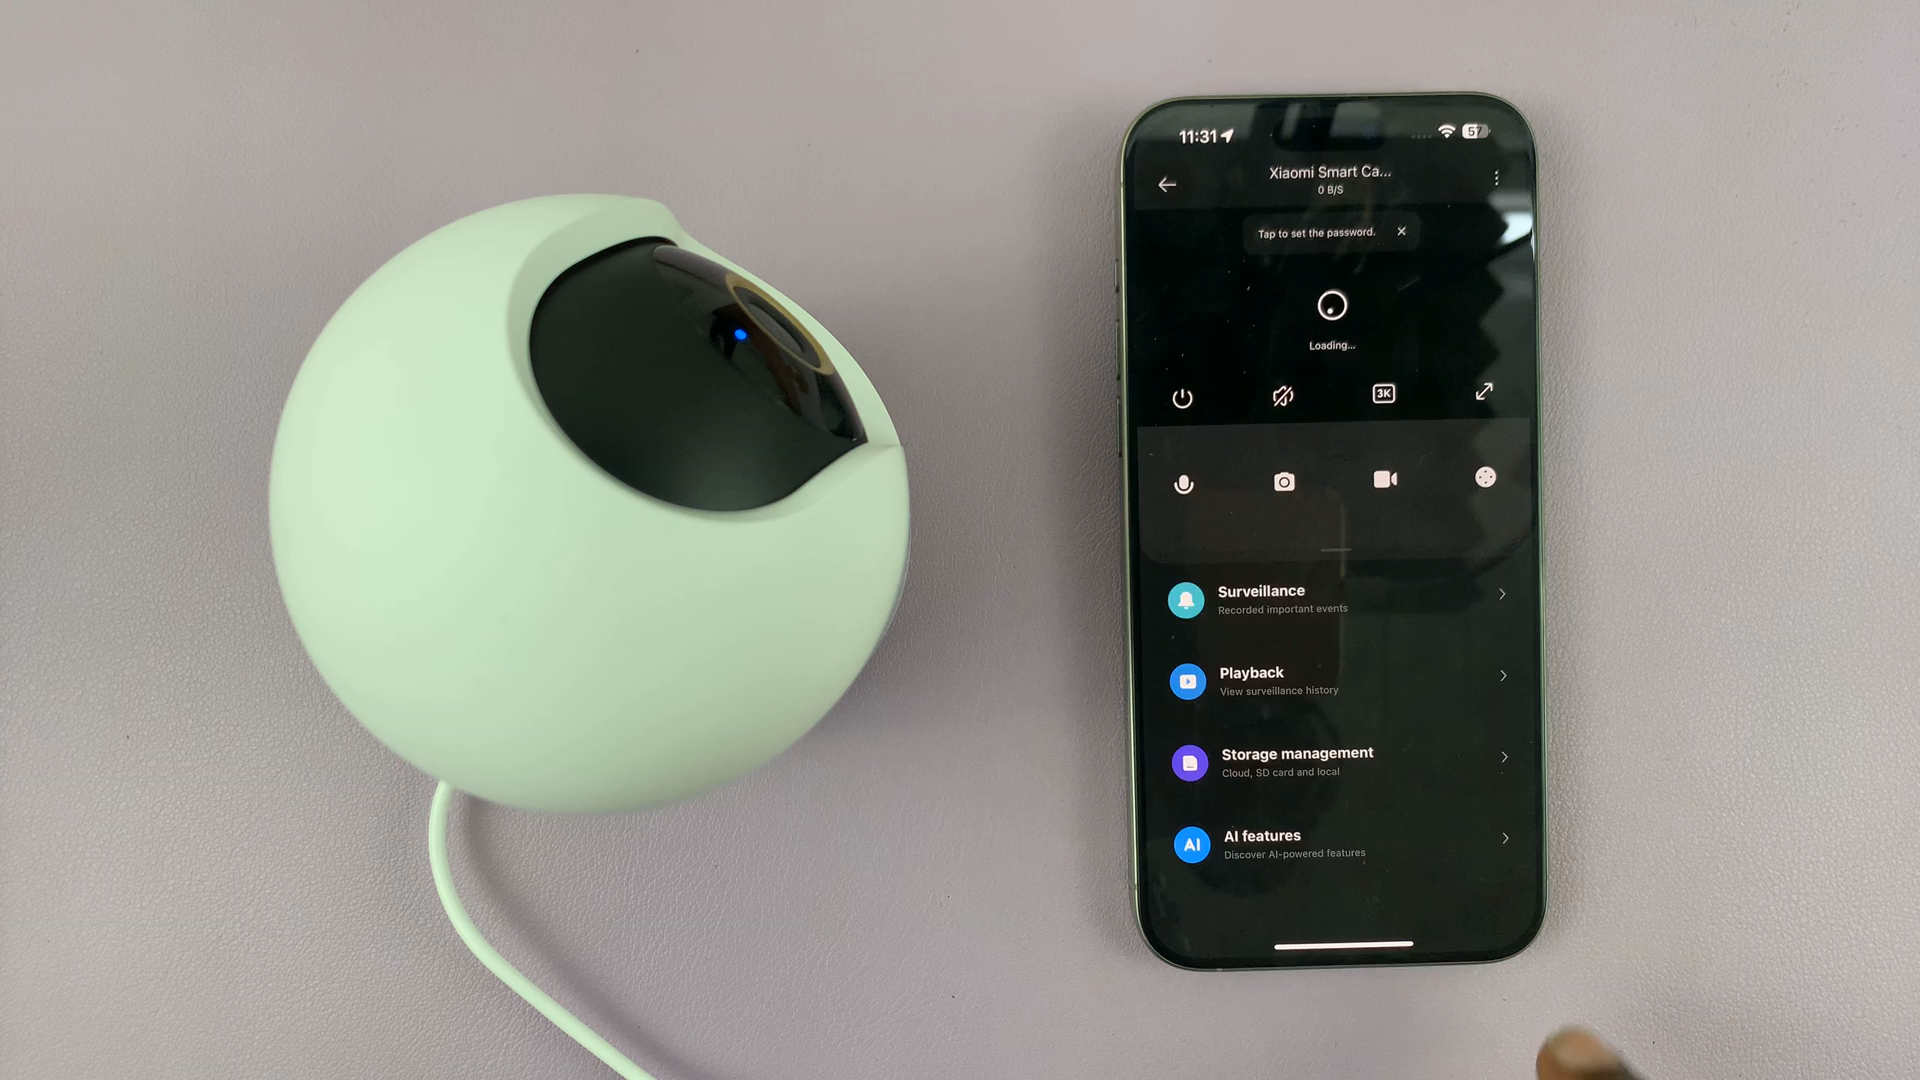 11:31
57
Xiaomi Smart Ca...
0 B/S
Tap to set the password.
Loading...
3K
Surveillance
Recorded important events
Playback
View surveillance history
Storage management
Cloud, SD card and local
AI
AI features
Discover AI-powered features